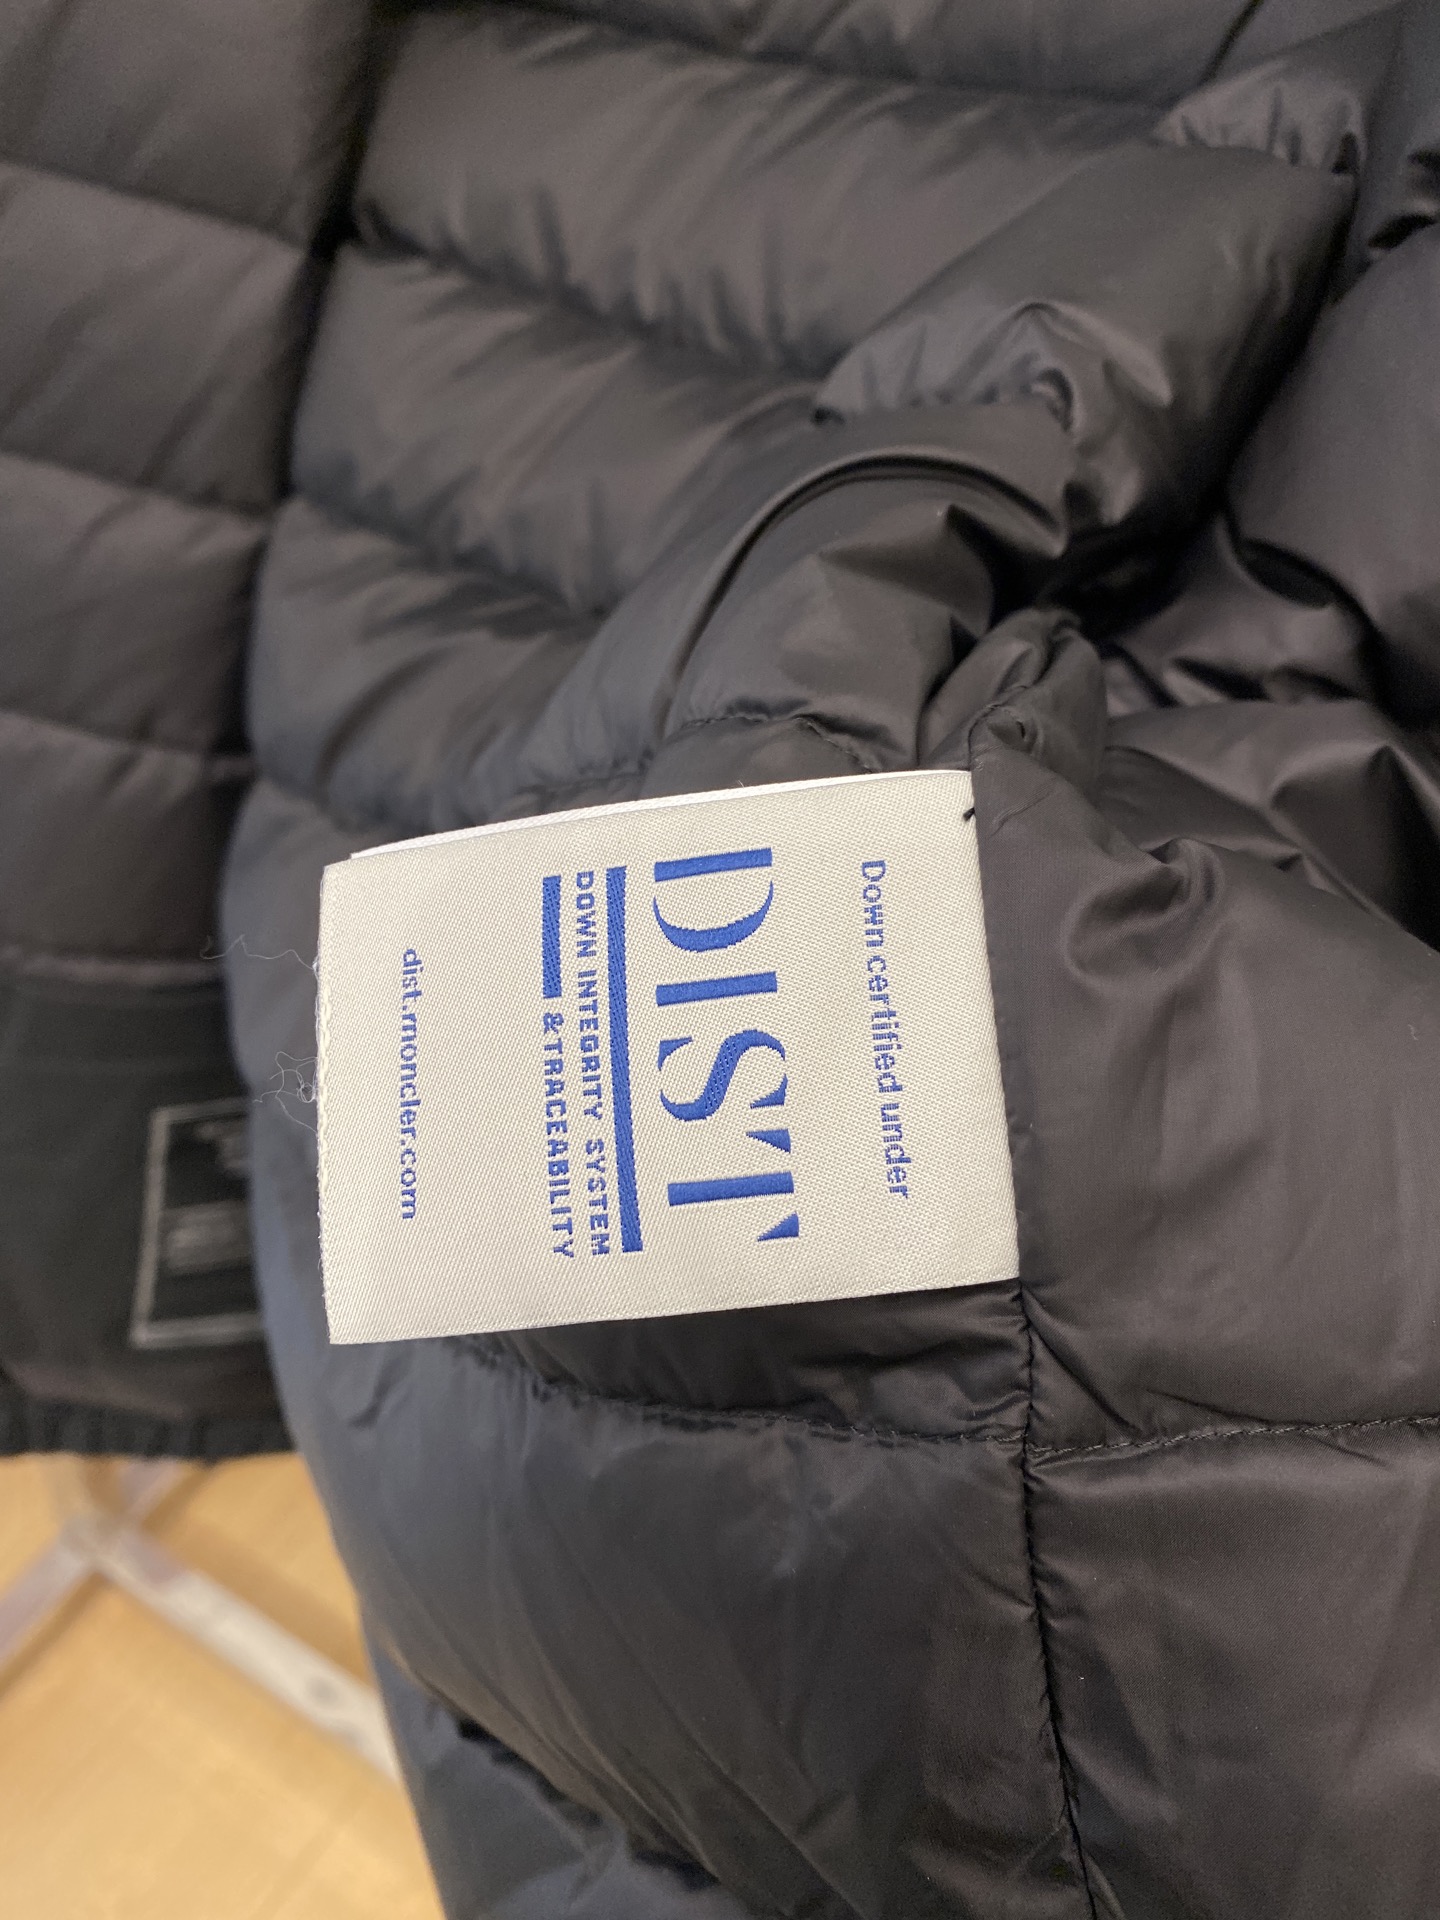 Down certified under
DIST
DOWN INTEGRITY SYSTEM
& TRACEABILITY
dist.moncler.com